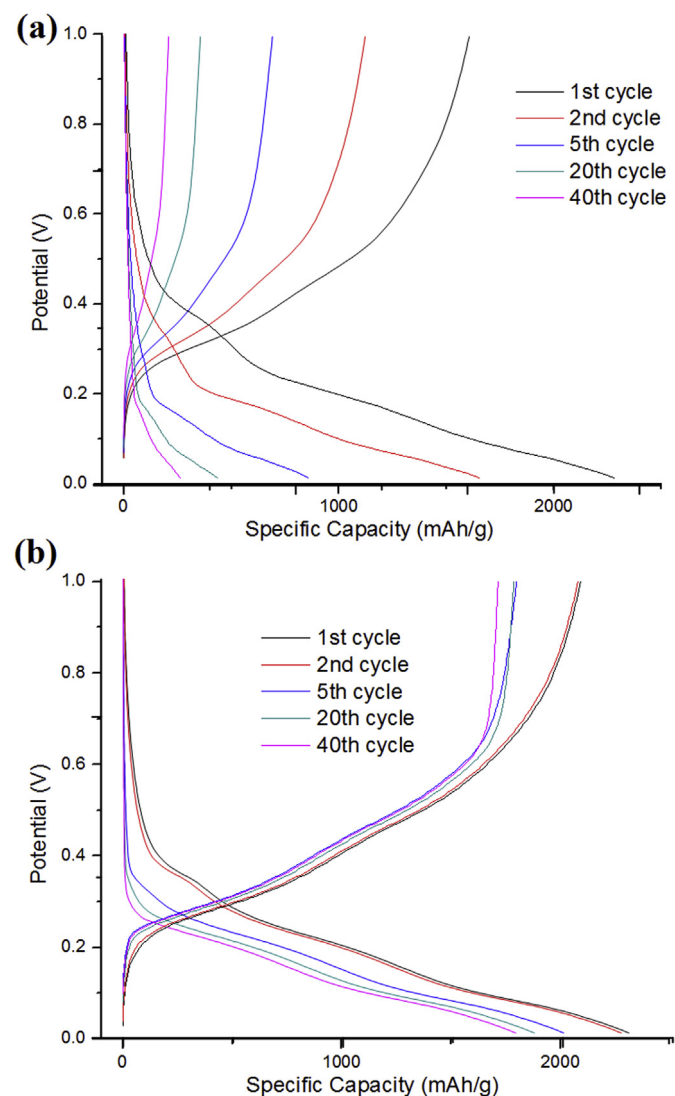 (a)
1.0
0.8
0.6
0.4
0.2
0.0
Potential (V)
1st cycle
2nd cycle
5th cycle
20th cycle
40th cycle
0 1000 2000
Specific Capacity (mAh/g)
(b)
1.0
0.8
0.6
0.4
0.2
0.0
Potential (V)
1st cycle
2nd cycle
5th cycle
20th cycle
40th cycle
0 1000 2000
Specific Capacity (mAh/g)